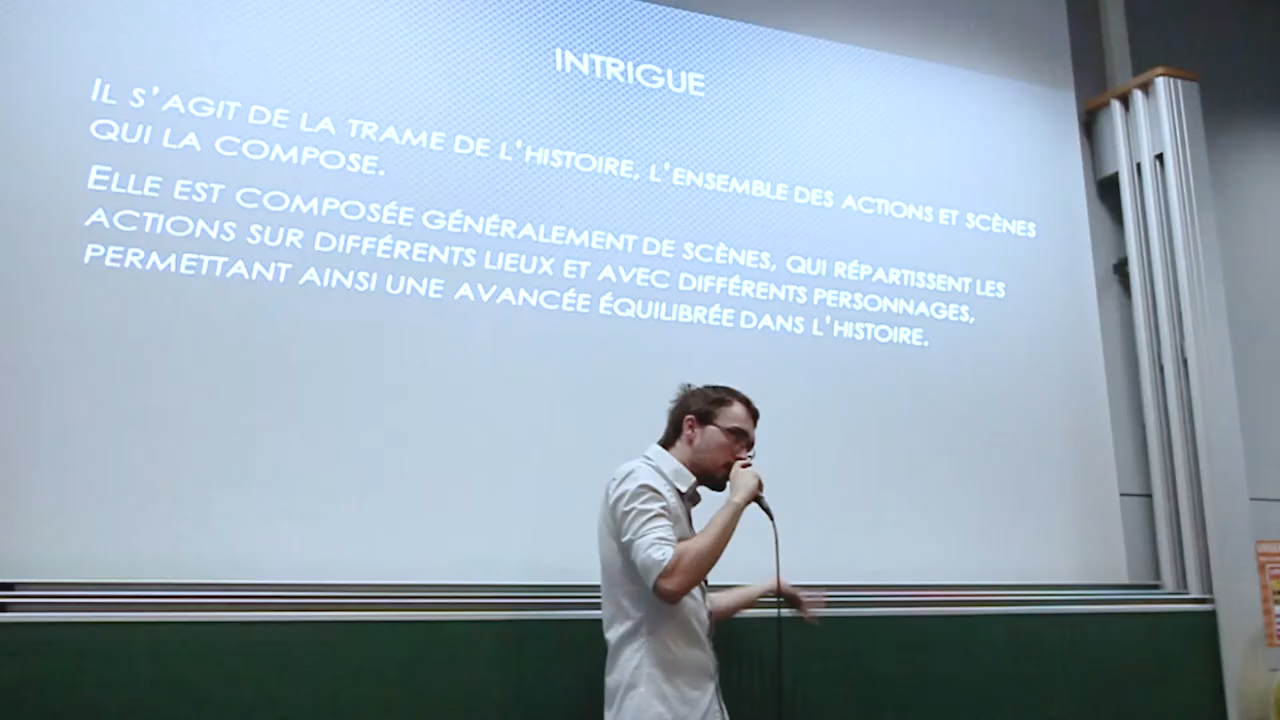 INTRIGUE
IL S'AGIT DE LA TRAME DE L'HISTOIRE, L'ENSEMBLE DES ACTIONS ET SCÈNES
QUI LA COMPOSE.
ELLE EST COMPOSÉE GÉNÉRALEMENT DE SCÈNES, QUI RÉPARTISSENT LES
ACTIONS SUR DIFFÉRENTS LIEUX ET AVEC DIFFÉRENTS PERSONNAGES,
PERMETTANT AINSI UNE AVANCÉE ÉQUILIBRÉE DANS L'HISTOIRE.